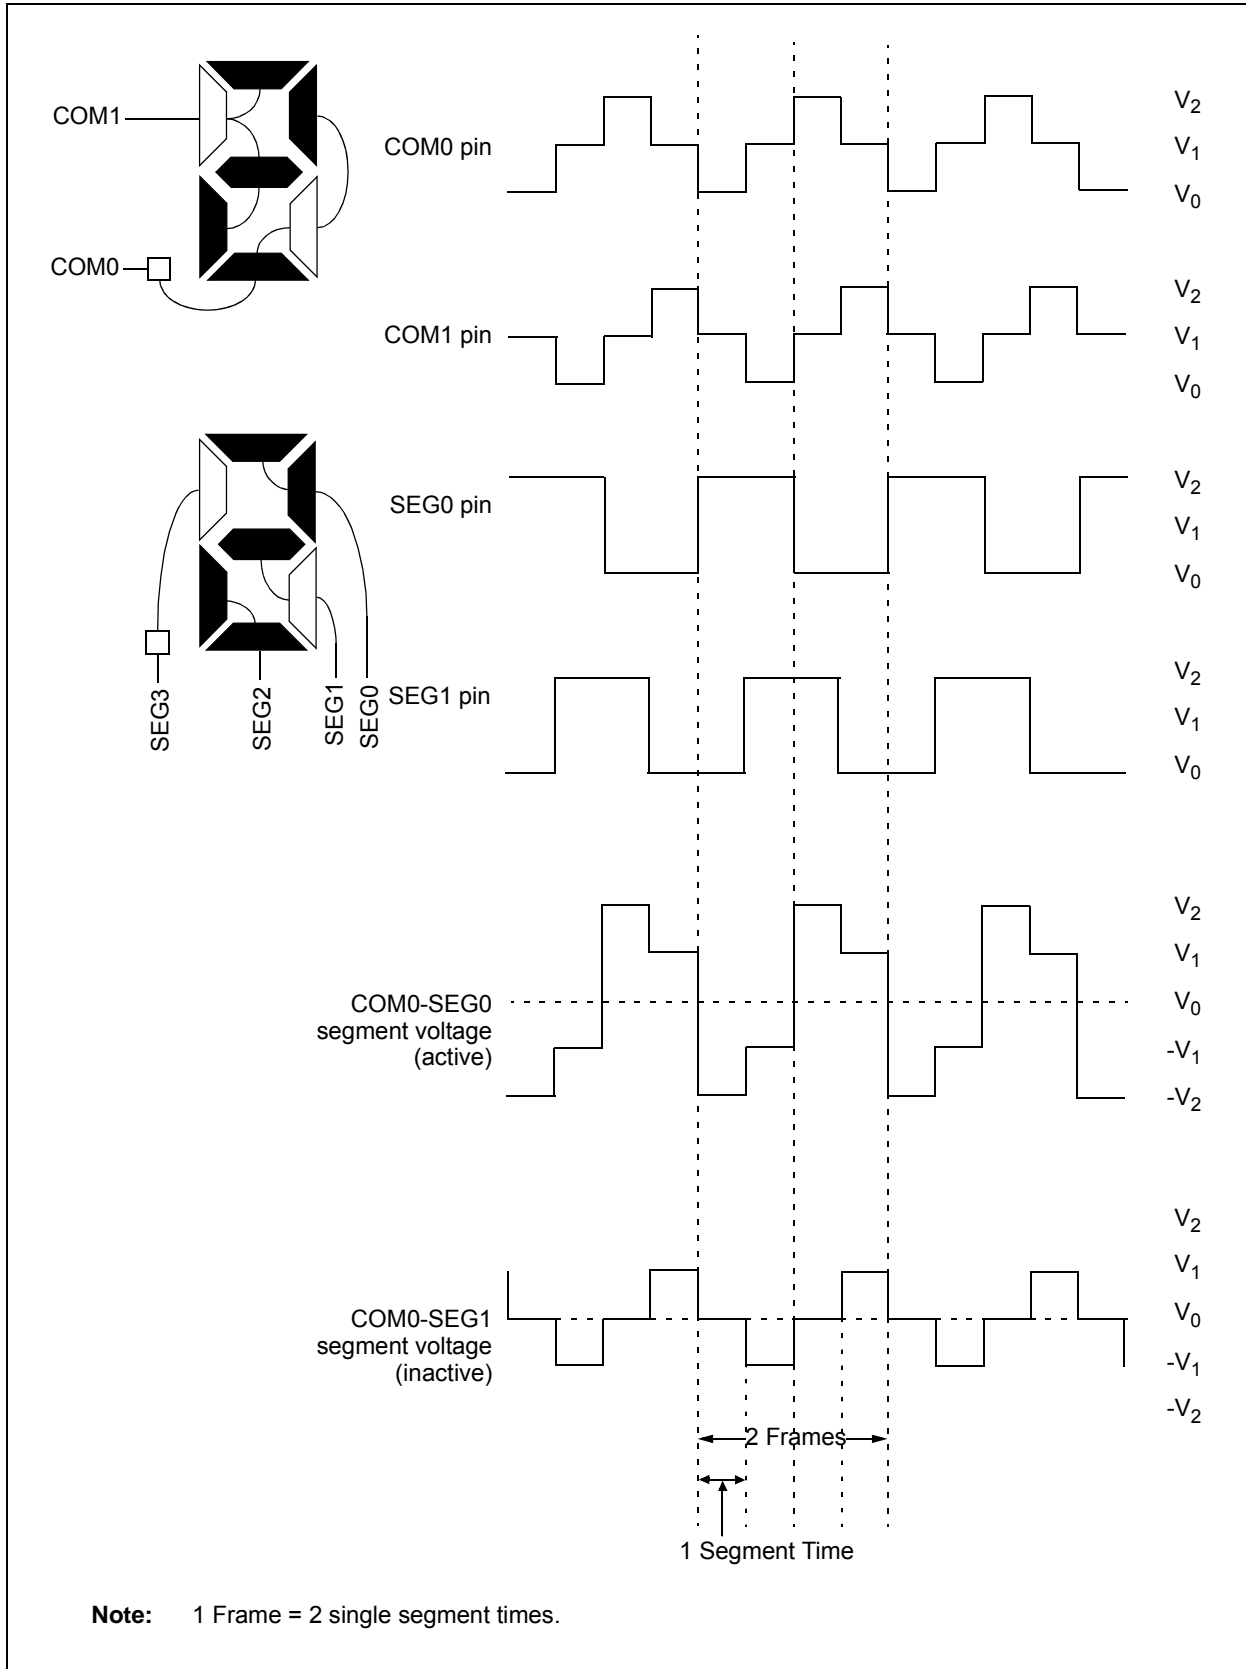 COM1
COM0
COM0 pin
V2
V1
V0
COM1 pin
V2
V1
V0
SEG0 pin
V2
V1
V0
SEG3
SEG2
SEG1
SEG0
SEG1 pin
V2
V1
V0
COM0-SEG0
segment voltage
(active)
V2
V1
V0
-V1
-V2
COM0-SEG1
segment voltage
(inactive)
V2
V1
V0
-V1
-V2
2 Frames
1 Segment Time
Note: 1 Frame = 2 single segment times.